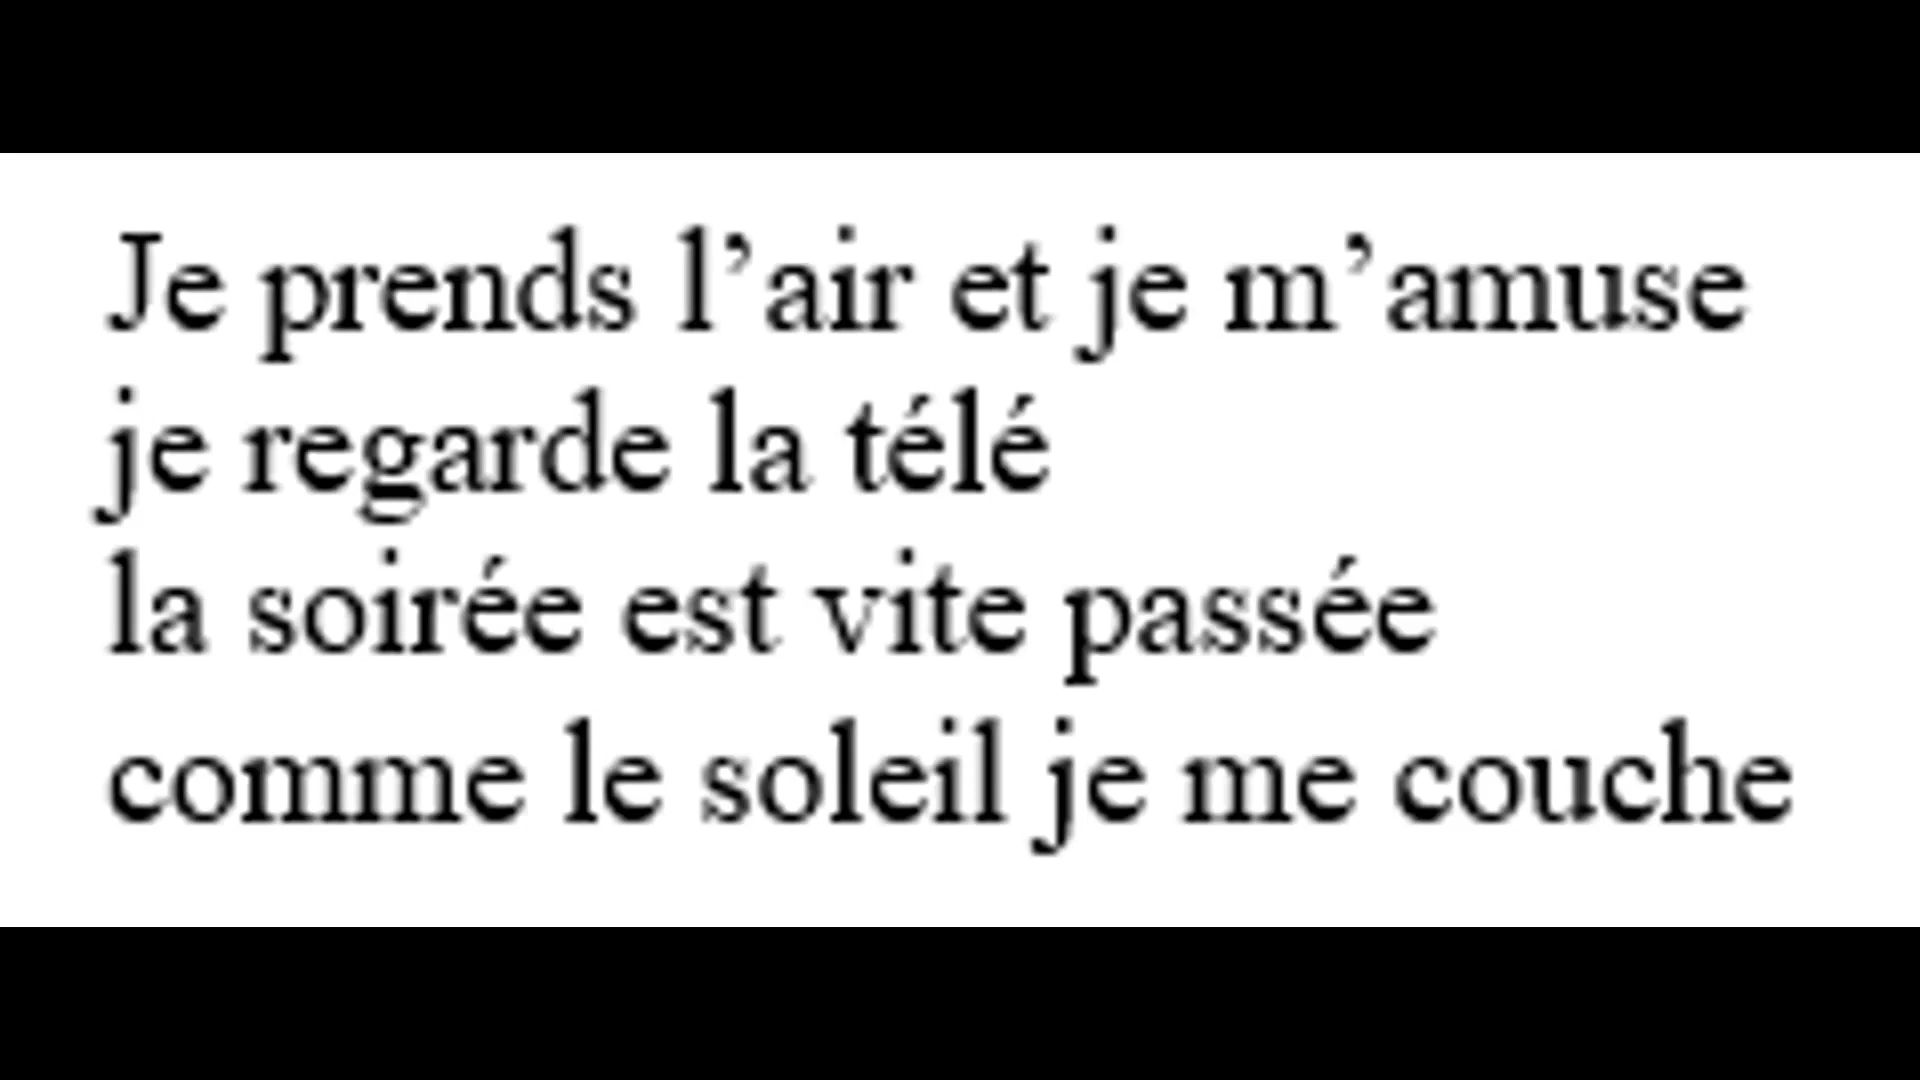 Je prends l’air et je m’amuse
je regarde la télé
la soirée est vite passée
comme le soleil je me couche